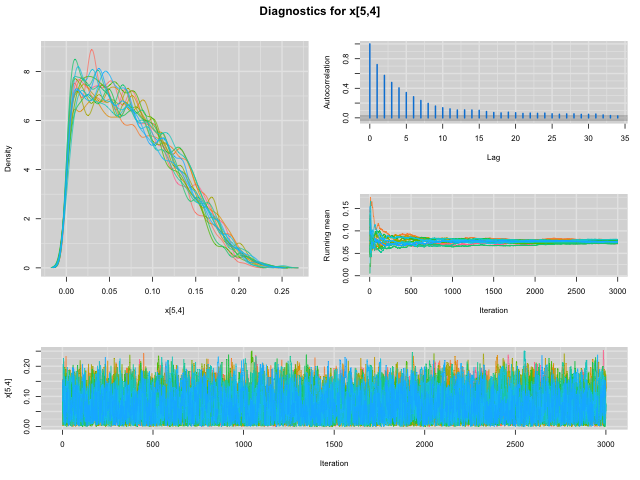 Diagnostics for x[5,4]
Density
0 2 4 6 8
0.00 0.05 0.10 0.15 0.20 0.25
x[5,4]
Autocorrelation
0.0 0.4 0.8
0 5 10 15 20 25 30 35
Lag
Running mean
0.00 0.05 0.10 0.15
0 500 1000 1500 2000 2500 3000
Iteration
x[5,4]
0.00 0.10 0.20
0 500 1000 1500 2000 2500 3000
Iteration